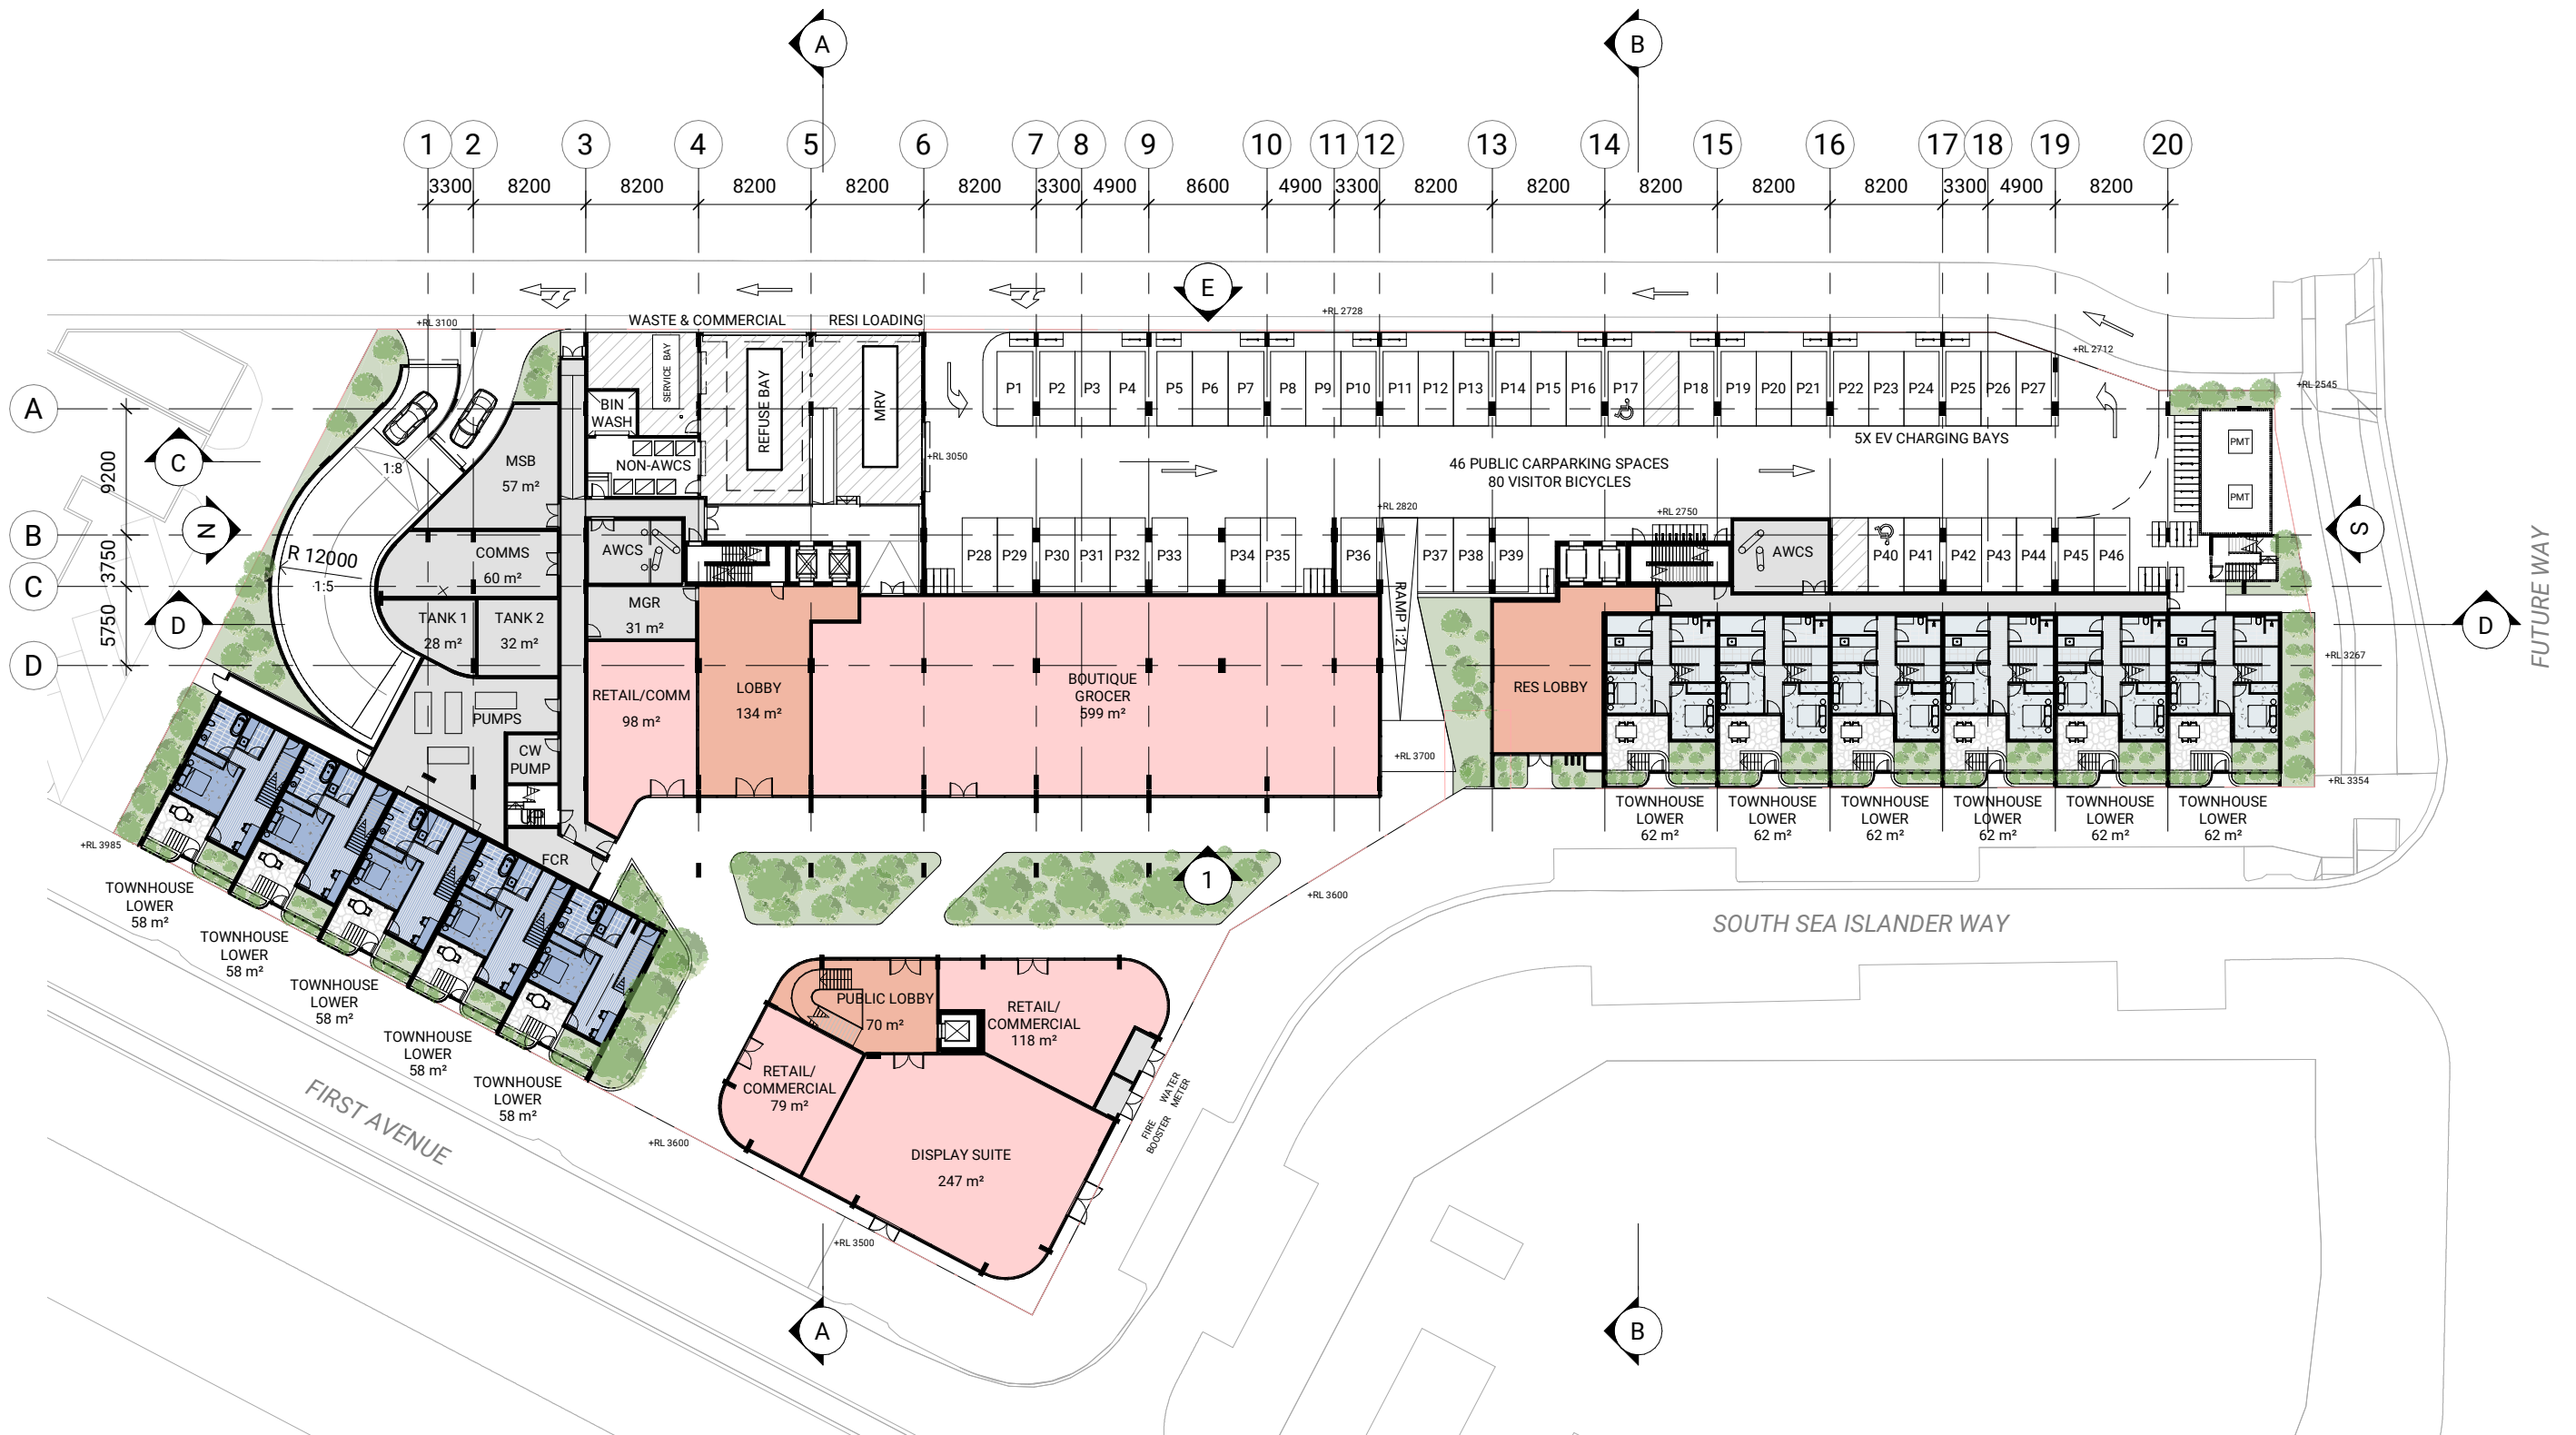 A
B
1
2
3
4
5
6
7
8
9
10
11
12
13
14
15
16
17
18
19
20
3300
8200
8200
8200
8200
8200
3300
4900
8600
4900
3300
8200
8200
8200
8200
8200
3300
4900
8200
E
+RL 3100
WASTE & COMMERCIAL
RESI LOADING
+RL 2728
+RL 2712
+RL 2545
SERVICE BAY
REFUSE BAY
MRV
P1
P2
P3
P4
P5
P6
P7
P8
P9
P10
P11
P12
P13
P14
P15
P16
P17
P18
P19
P20
P21
P22
P23
P24
P25
P26
P27
A
BIN
WASH
5X EV CHARGING BAYS
PMT
C
9200
1:8
MSB
57 m²
NON-AWCS
+RL 3050
46 PUBLIC CARPARKING SPACES
80 VISITOR BICYCLES
PMT
N
+RL 2820
+RL 2750
S
B
3750
R 12000
1:5
COMMS
60 m²
AWCS
P28
P29
P30
P31
P32
P33
P34
P35
P36
P37
P38
P39
AWCS
P40
P41
P42
P43
P44
P45
P46
C
FUTURE WAY
D
5750
TANK 1
28 m²
TANK 2
32 m²
MGR
31 m²
RAMP 1:21
D
D
RETAIL/COMM
98 m²
LOBBY
134 m²
BOUTIQUE
GROCER
599 m²
RES LOBBY
+RL 3267
PUMPS
CW
PUMP
+RL 3700
+RL 3354
TOWNHOUSE
LOWER
62 m²
TOWNHOUSE
LOWER
62 m²
TOWNHOUSE
LOWER
62 m²
TOWNHOUSE
LOWER
62 m²
TOWNHOUSE
LOWER
62 m²
TOWNHOUSE
LOWER
62 m²
+RL 3985
FCR
1
+RL 3600
TOWNHOUSE
LOWER
58 m²
TOWNHOUSE
LOWER
58 m²
TOWNHOUSE
LOWER
58 m²
TOWNHOUSE
LOWER
58 m²
TOWNHOUSE
LOWER
58 m²
SOUTH SEA ISLANDER WAY
PUBLIC LOBBY
70 m²
RETAIL/
COMMERCIAL
118 m²
RETAIL/
COMMERCIAL
79 m²
WATER
METER
FIRE
BOOSTER
FIRST AVENUE
+RL 3600
DISPLAY SUITE
247 m²
+RL 3500
A
B